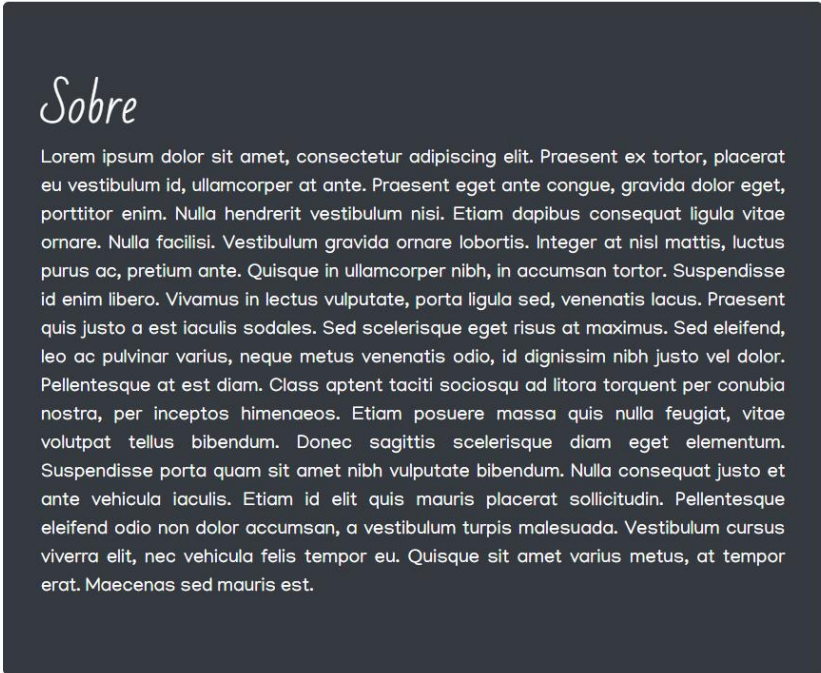 Sobre
Lorem ipsum dolor sit amet, consectetur adipiscing elit. Praesent ex tortor, placerat
eu vestibulum id, ullamcorper at ante. Praesent eget ante congue, gravida dolor eget,
porttitor enim. Nulla hendrerit vestibulum nisi. Etiam dapibus consequat ligula vitae
ornare. Nulla facilisi. Vestibulum gravida ornare lobortis. Integer at nisl mattis, luctus
purus ac, pretium ante. Quisque in ullamcorper nibh, in accumsan tortor. Suspendisse
id enim libero. Vivamus in lectus vulputate, porta ligula sed, venenatis lacus. Praesent
quis justo a est iaculis sodales. Sed scelerisque eget risus at maximus. Sed eleifend,
leo ac pulvinar varius, neque metus venenatis odio, id dignissim nibh justo vel dolor.
Pellentesque at est diam. Class aptent taciti sociosqu ad litora torquent per conubia
nostra, per inceptos himenaeos. Etiam posuere massa quis nulla feugiat, vitae
volutpat tellus bibendum. Donec sagittis scelerisque diam eget elementum.
Suspendisse porta quam sit amet nibh vulputate bibendum. Nulla consequat justo et
ante vehicula iaculis. Etiam id elit quis mauris placerat sollicitudin. Pellentesque
eleifend odio non dolor accumsan, a vestibulum turpis malesuada. Vestibulum cursus
viverra elit, nec vehicula felis tempor eu. Quisque sit amet varius metus, at tempor
erat. Maecenas sed mauris est.